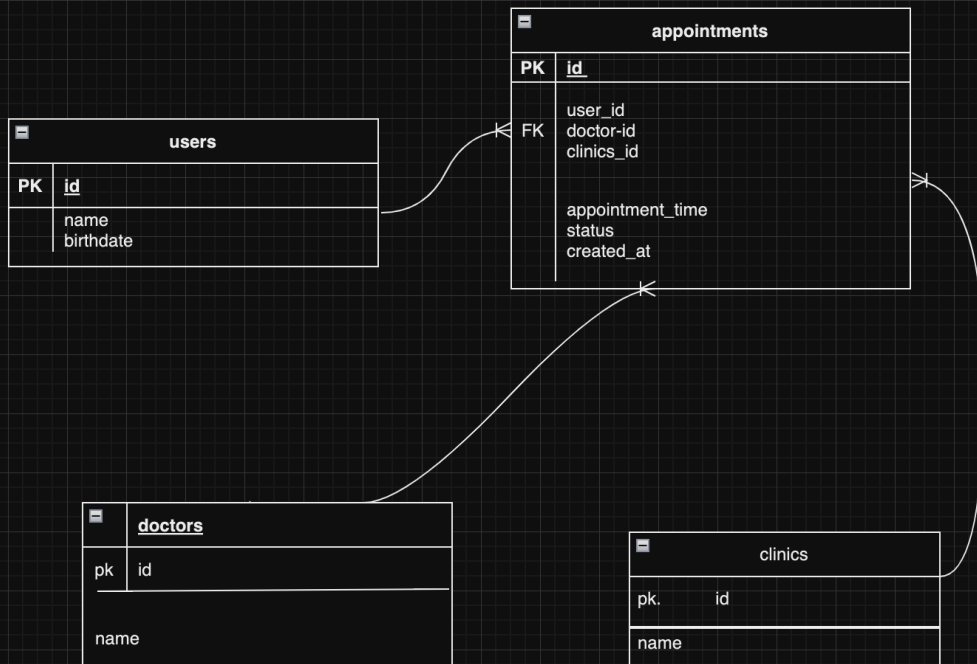 users
PK id
name
birthdate
appointments
PK id
user_id
FK doctor-id
clinics_id
appointment_time
status
created_at
doctors
pk id
name
clinics
pk. id
name